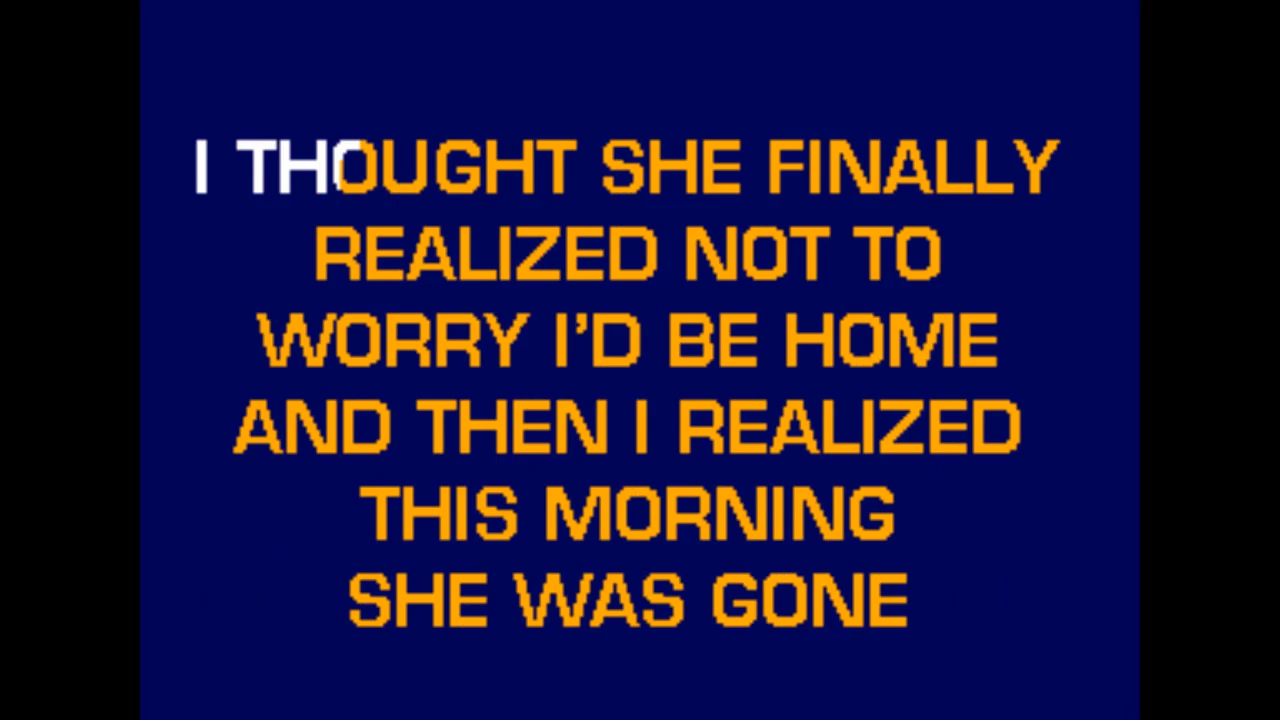 I THOUGHT SHE FINALLY
REALIZED NOT TO
WORRY I'D BE HOME
AND THEN I REALIZED
THIS MORNING
SHE WAS GONE